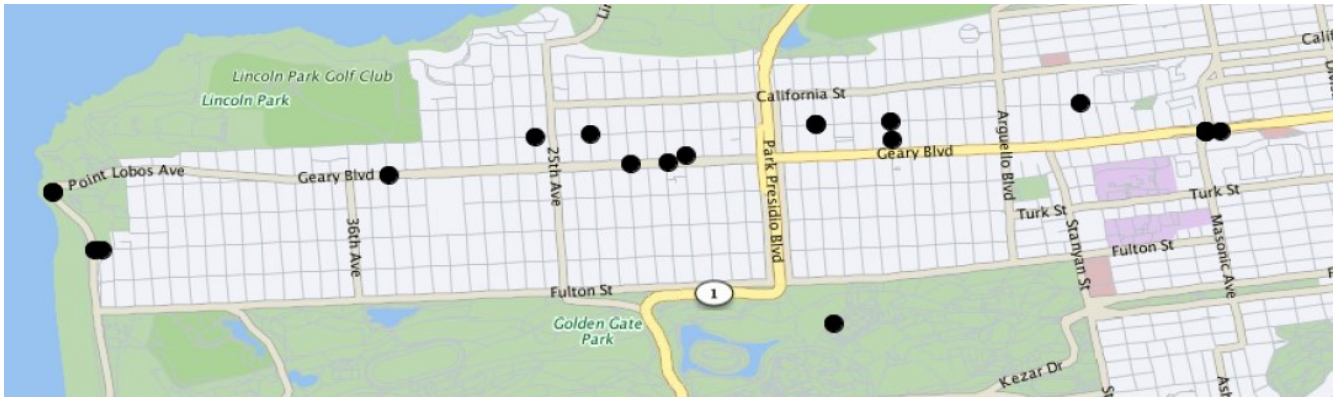 Lincoln Park Golf Club
Lincoln Park
California St
Point Lobos Ave
Geary Blvd
36th Ave
25th Ave
Park Presidio Blvd
Geary Blvd
Arguello Blvd
Turk St
Turk St
Stanyan St
Masonic Ave
Fulton St
Fulton St
1
Golden Gate
Park
Kezar Dr